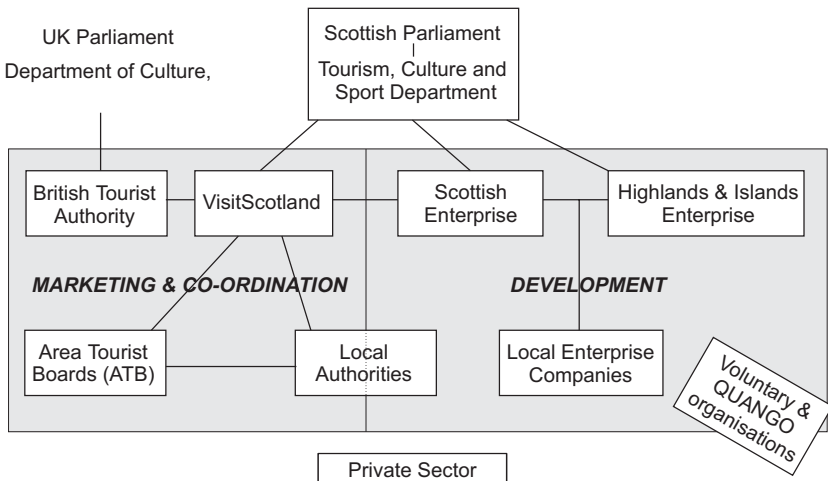 UK Parliament
Department of Culture,
Scottish Parliament
Tourism, Culture and
Sport Department
British Tourist
Authority
VisitScotland
Scottish
Enterprise
Highlands & Islands
Enterprise
MARKETING & CO-ORDINATION
DEVELOPMENT
Area Tourist
Boards (ATB)
Local
Authorities
Local Enterprise
Companies
Voluntary &
QUANGO
organisations
Private Sector